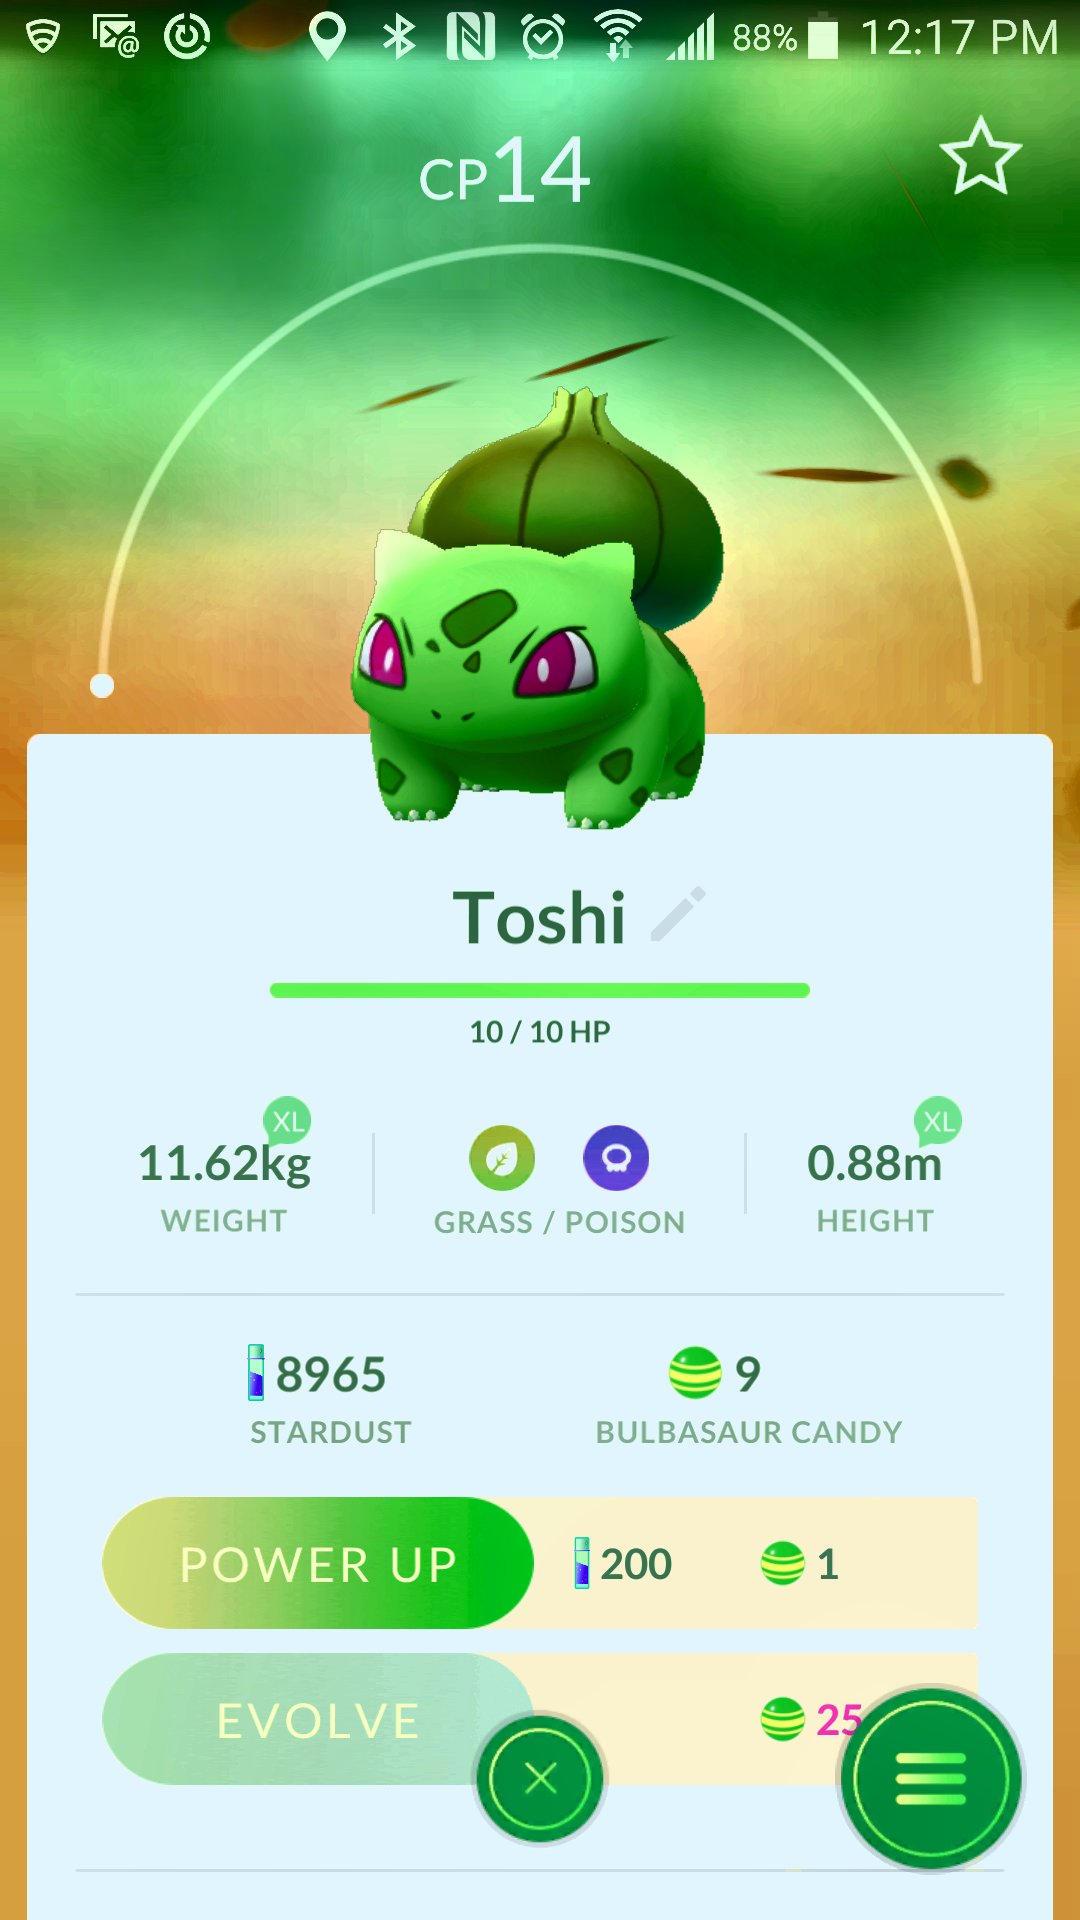 88% 12:17 PM
CP14
Toshi
10 / 10 HP
XL XL
11.62kg 0.88m
WEIGHT GRASS / POISON HEIGHT
8965 9
STARDUST BULBASAUR CANDY
POWER UP 200 1
EVOLVE 25